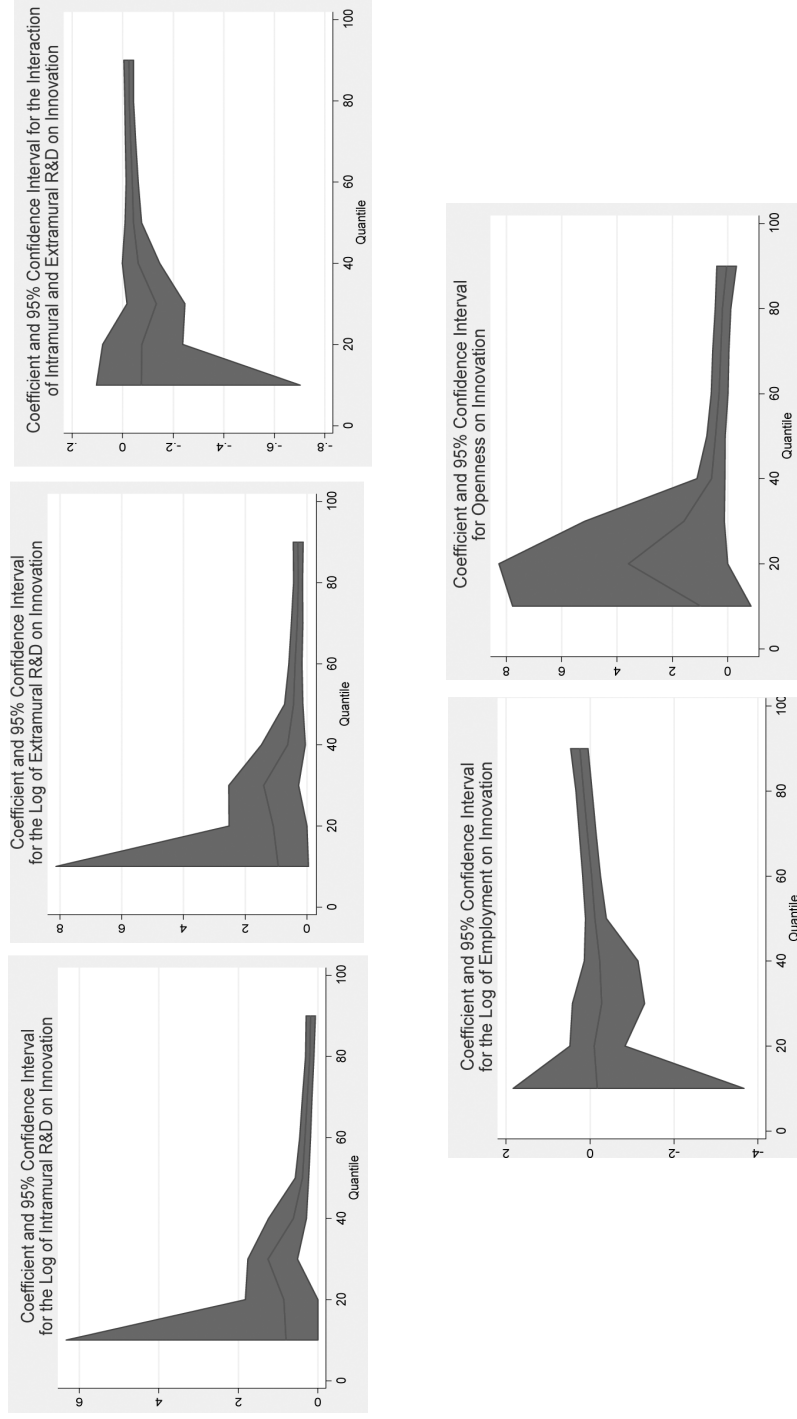 Coefficient and 95% Confidence Interval
for the Log of Intramural R&D on Innovation
6
4
2
0
0 20 40 60 80 100
Quantile
Coefficient and 95% Confidence Interval
for the Log of Extramural R&D on Innovation
8
6
4
2
0
0 20 40 60 80 100
Quantile
Coefficient and 95% Confidence Interval for the Interaction
of Intramural and Extramural R&D on Innovation
.2
0
-.2
-.4
-.6
-.8
0 20 40 60 80 100
Quantile
Coefficient and 95% Confidence Interval
for the Log of Employment on Innovation
2
0
-2
-4
0 20 40 60 80 100
Quantile
Coefficient and 95% Confidence Interval
for Openness on Innovation
8
6
4
2
0
0 20 40 60 80 100
Quantile